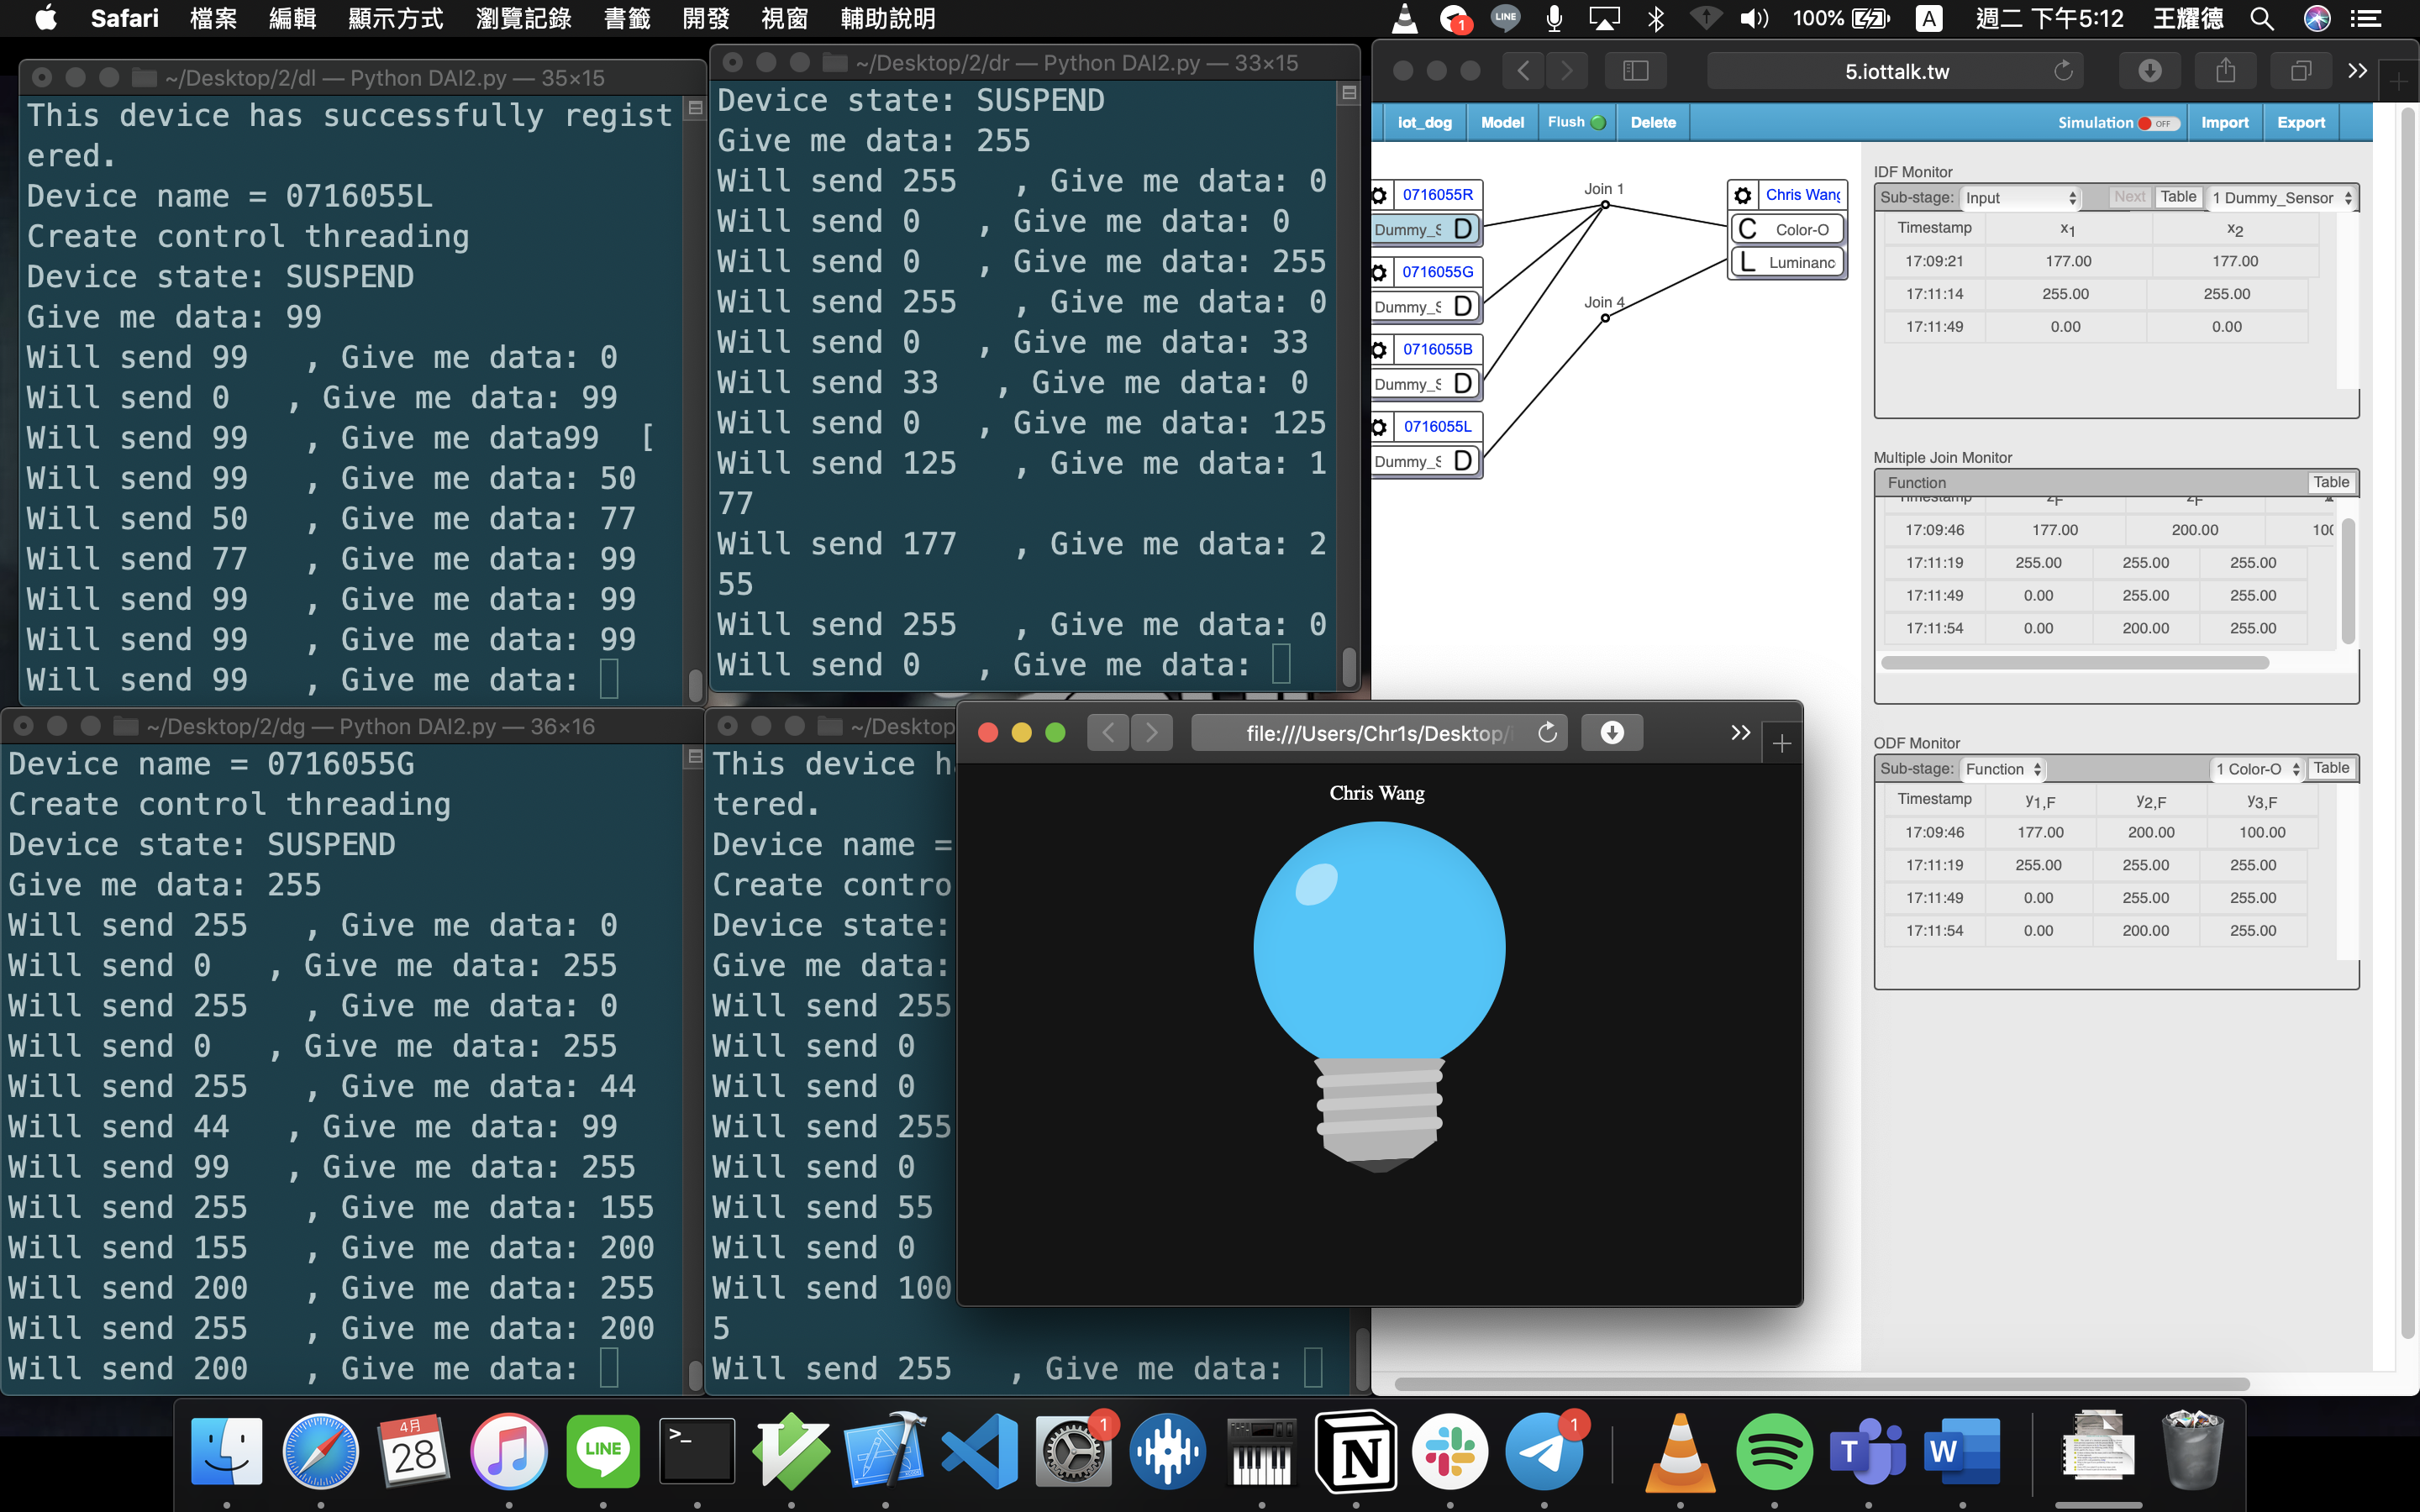 Safari 檔案 編輯 顯示方式 瀏覽記錄 書籤 開發 視窗 輔助說明
1 LINE 100% A 週二 下午5:12 王耀德
~/Desktop/2/dl — Python DAI2.py — 35×15
This device has successfully regist
ered.
Device name = 0716055L
Create control threading
Device state: SUSPEND
Give me data: 99
Will send 99 , Give me data: 0
Will send 0 , Give me data: 99
Will send 99 , Give me data99 [
Will send 99 , Give me data: 50
Will send 50 , Give me data: 77
Will send 77 , Give me data: 99
Will send 99 , Give me data: 99
Will send 99 , Give me data: 99
Will send 99 , Give me data:
~/Desktop/2/dr — Python DAI2.py — 33×15
Device state: SUSPEND
Give me data: 255
Will send 255 , Give me data: 0
Will send 0 , Give me data: 0
Will send 0 , Give me data: 255
Will send 255 , Give me data: 0
Will send 0 , Give me data: 33
Will send 33 , Give me data: 0
Will send 0 , Give me data: 125
Will send 125 , Give me data: 1
77
Will send 177 , Give me data: 2
55
Will send 255 , Give me data: 0
Will send 0 , Give me data:
~/Desktop/2/dg — Python DAI2.py — 36×16
Device name = 0716055G
Create control threading
Device state: SUSPEND
Give me data: 255
Will send 255 , Give me data: 0
Will send 0 , Give me data: 255
Will send 255 , Give me data: 0
Will send 0 , Give me data: 255
Will send 255 , Give me data: 44
Will send 44 , Give me data: 99
Will send 99 , Give me data: 255
Will send 255 , Give me data: 155
Will send 155 , Give me data: 200
Will send 200 , Give me data: 255
Will send 255 , Give me data: 200
Will send 200 , Give me data:
~/Desktop
This device h
tered.
Device name =
Create contro
Device state:
Give me data:
Will send 255
Will send 0
Will send 0
Will send 255
Will send 0
Will send 55
Will send 0
Will send 100
5
Will send 255 , Give me data:
file:///Users/Chr1s/Desktop/
Chris Wang
5.iottalk.tw
iot_dog Model Flush Delete Simulation OFF Import Export
0716055R
Dummy_S D
0716055G
Dummy_S D
0716055B
Dummy_S D
0716055L
Dummy_S D
Join 1
Join 4
Chris Wang
C Color-O
L Luminanc
IDF Monitor
Sub-stage: Input Next Table 1 Dummy_Sensor
Timestamp x1 x2
17:09:21 177.00 177.00
17:11:14 255.00 255.00
17:11:49 0.00 0.00
Multiple Join Monitor
Function Table
Timestamp zF zF
17:09:46 177.00 200.00 100
17:11:19 255.00 255.00 255.00
17:11:49 0.00 255.00 255.00
17:11:54 0.00 200.00 255.00
ODF Monitor
Sub-stage: Function 1 Color-O Table
Timestamp y1,F y2,F y3,F
17:09:46 177.00 200.00 100.00
17:11:19 255.00 255.00 255.00
17:11:49 0.00 255.00 255.00
17:11:54 0.00 200.00 255.00
4月
28
LINE
>_
1
N
1
T
W